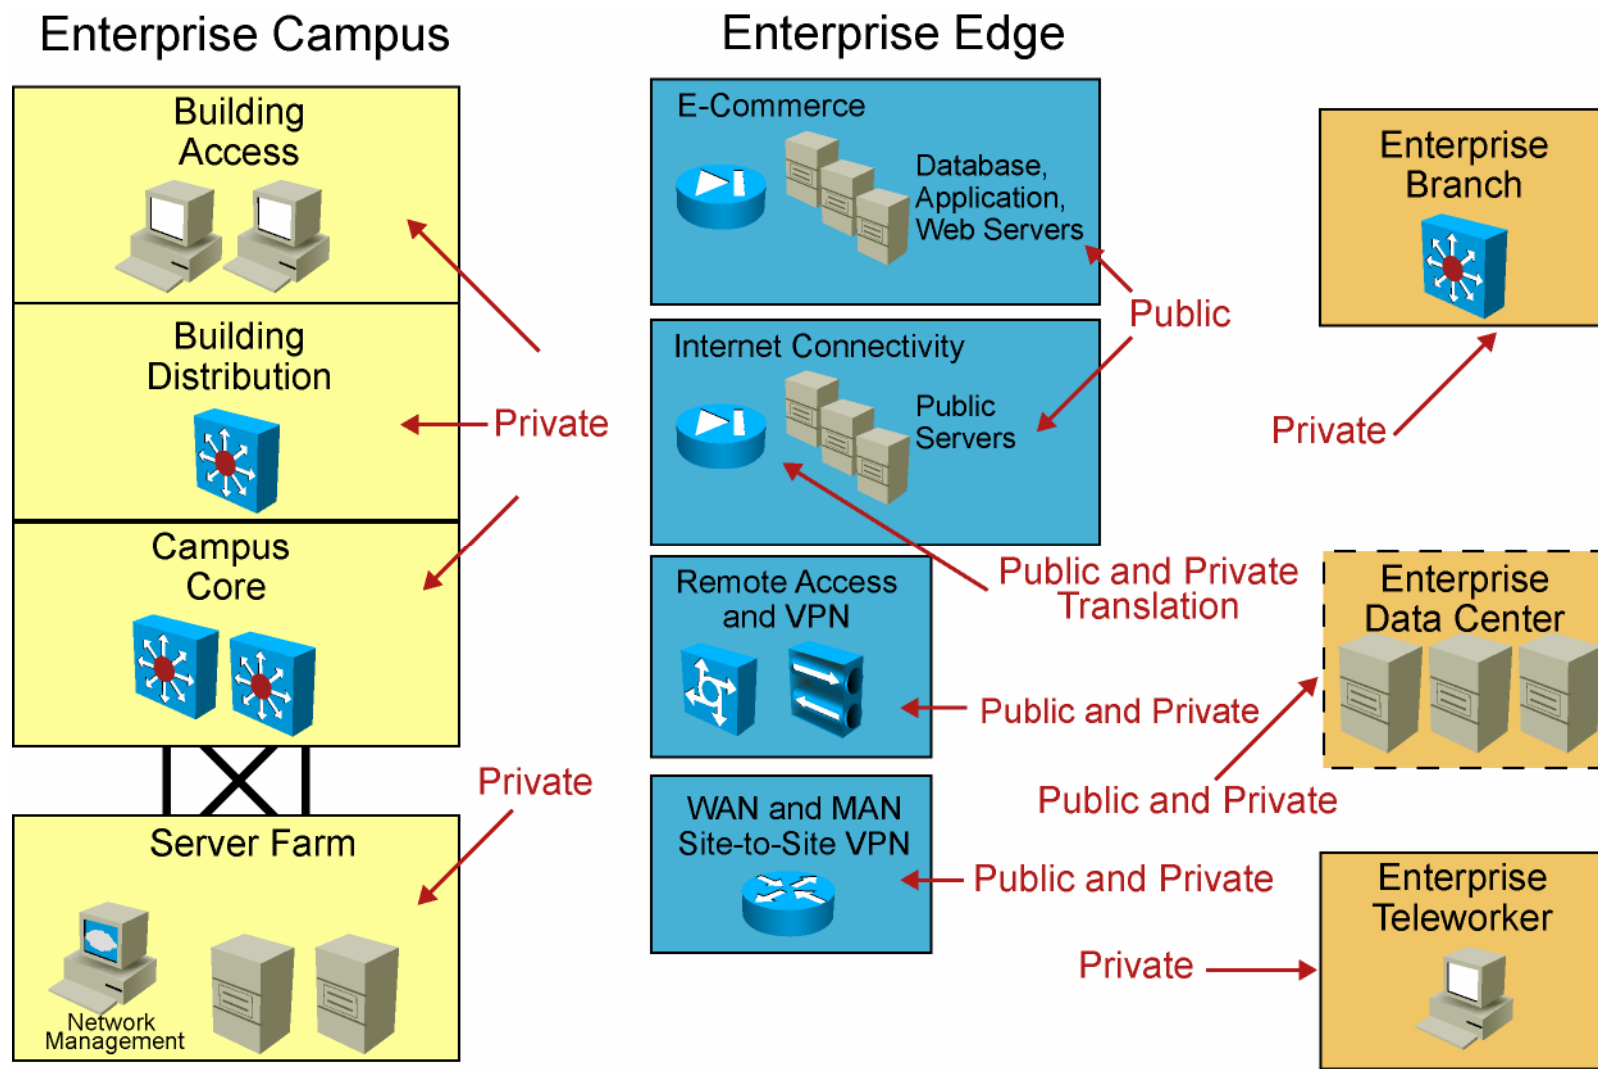 Enterprise Campus
Building
Access
Building
Distribution
Private
Campus
Core
Private
Server Farm
Network
Management
Enterprise Edge
E-Commerce
Database,
Application,
Web Servers
Public
Internet Connectivity
Public
Servers
Public and Private
Translation
Remote Access
and VPN
Public and Private
WAN and MAN
Site-to-Site VPN
Public and Private
Enterprise
Branch
Private
Enterprise
Data Center
Public and Private
Enterprise
Teleworker
Private